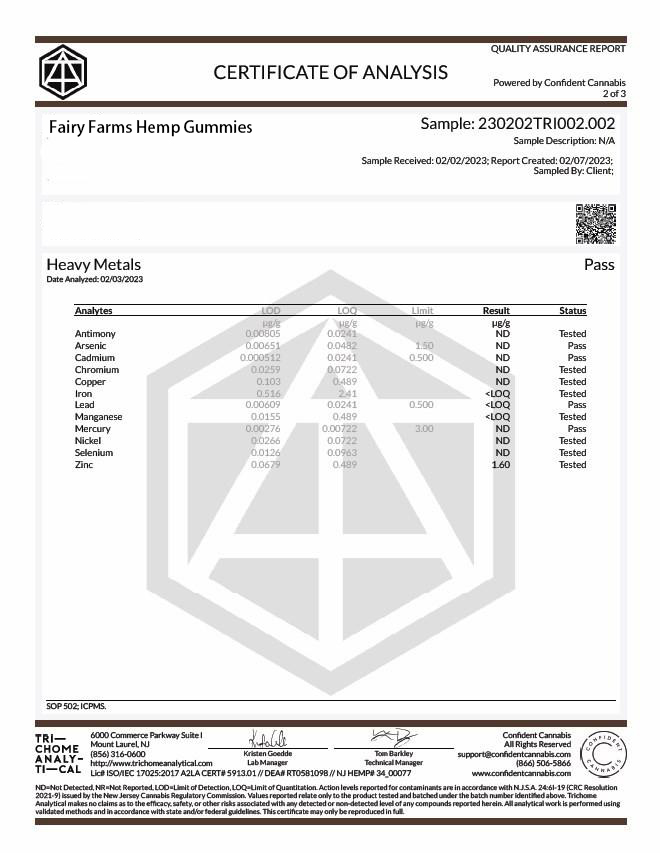 QUALITY ASSURANCE REPORT
CERTIFICATE OF ANALYSIS
Powered by Confident Cannabis
2 of 3
Fairy Farms Hemp Gummies
Sample: 230202TRI002.002
Sample Description: N/A
Sample Received: 02/02/2023; Report Created: 02/07/2023;
Sampled By: Client;
Heavy Metals Pass
Date Analyzed: 02/03/2023
Analytes LOD LOQ Limit Result Status
µg/g µg/g µg/g µg/g
Antimony 0.00805 0.0241 ND Tested
Arsenic 0.00651 0.0482 1.50 ND Pass
Cadmium 0.000512 0.0241 0.500 ND Pass
Chromium 0.0259 0.0722 ND Tested
Copper 0.103 0.489 ND Tested
Iron 0.516 2.41 <LOQ Tested
Lead 0.00609 0.0241 0.500 <LOQ Pass
Manganese 0.0155 0.489 <LOQ Tested
Mercury 0.00276 0.00722 3.00 ND Pass
Nickel 0.0266 0.0722 ND Tested
Selenium 0.0126 0.0963 ND Tested
Zinc 0.0679 0.489 1.60 Tested
SOP 502; ICPMS.
TRI—
CHOME
ANALY—
TI—CAL
6000 Commerce Parkway Suite I
Mount Laurel, NJ
(856) 316-0600
http://www.trichomeanalytical.com
Lic# ISO/IEC 17025:2017 A2LA CERT# 5913.01 // DEA# RT0581098 // NJ HEMP# 34_00077
Kristen Goedde
Lab Manager
Tom Barkley
Technical Manager
Confident Cannabis
All Rights Reserved
support@confidentcannabis.com
(866) 506-5866
www.confidentcannabis.com
CONFIDENT CANNABIS
ND=Not Detected, NR=Not Reported, LOD=Limit of Detection, LOQ=Limit of Quantitation. Action levels reported for contaminants are in accordance with N.J.S.A. 24:6I-19 (CRC Resolution
2021-9) issued by the New Jersey Cannabis Regulatory Commission. Values reported relate only to the product tested and batched under the batch number identified above. Trichome
Analytical makes no claims as to the efficacy, safety, or other risks associated with any detected or non-detected level of any compounds reported herein. All analytical work is performed using
validated methods and in accordance with state and/or federal guidelines. This certificate may only be reproduced in full.